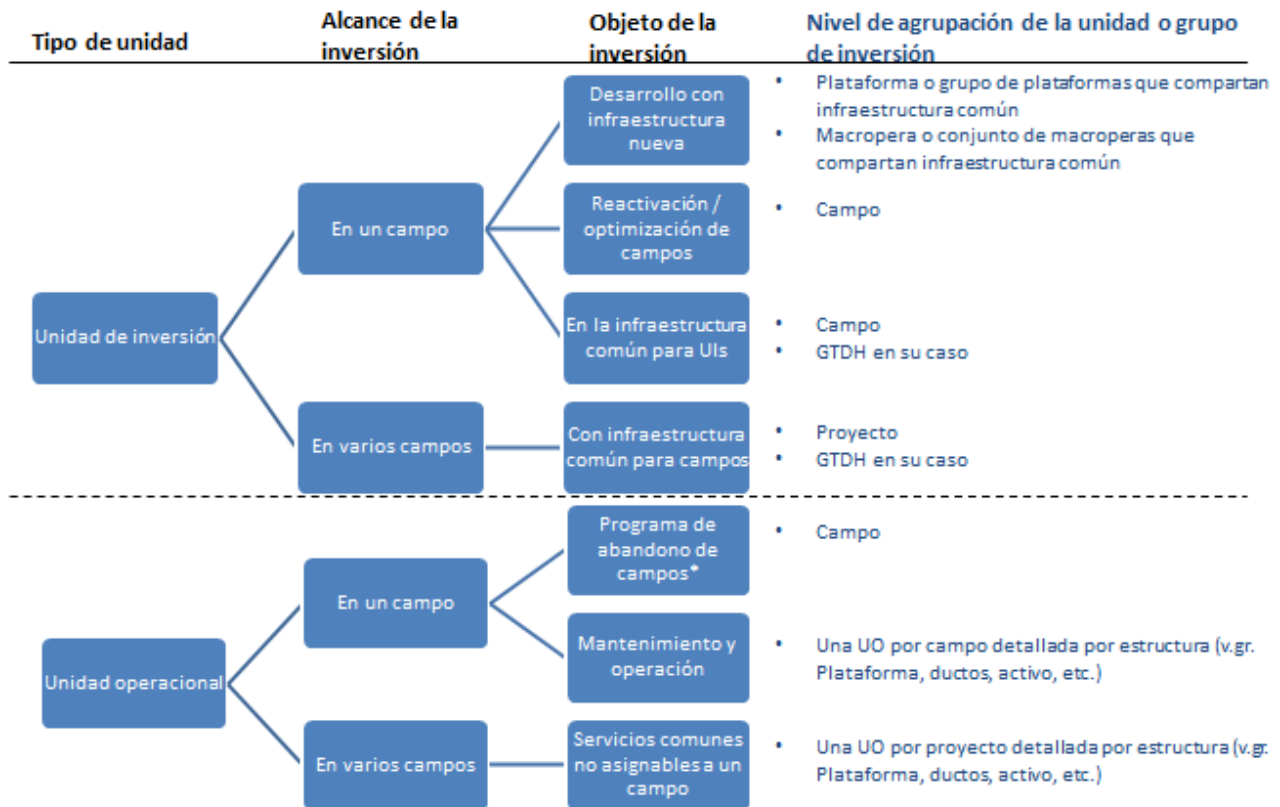 Tipo de unidad
Alcance de la
inversión
Objeto de la
inversión
Nivel de agrupación de la unidad o grupo
de inversión
Unidad de inversión
En un campo
Desarrollo con
infraestructura
nueva
• Plataforma o grupo de plataformas que compartan
infraestructura común
• Macropera o conjunto de macroperas que
compartan infraestructura común
Reactivación /
optimización de
campos
• Campo
En la infraestructura
común para UIs
• Campo
• GTDH en su caso
En varios campos
Con infraestructura
común para campos
• Proyecto
• GTDH en su caso
Unidad operacional
En un campo
Programa de
abandono de
campos*
• Campo
Mantenimiento y
operación
• Una UO por campo detallada por estructura (v.gr.
Plataforma, ductos, activo, etc.)
En varios campos
Servicios comunes
no asignables a un
campo
• Una UO por proyecto detallada por estructura (v.gr.
Plataforma, ductos, activo, etc.)